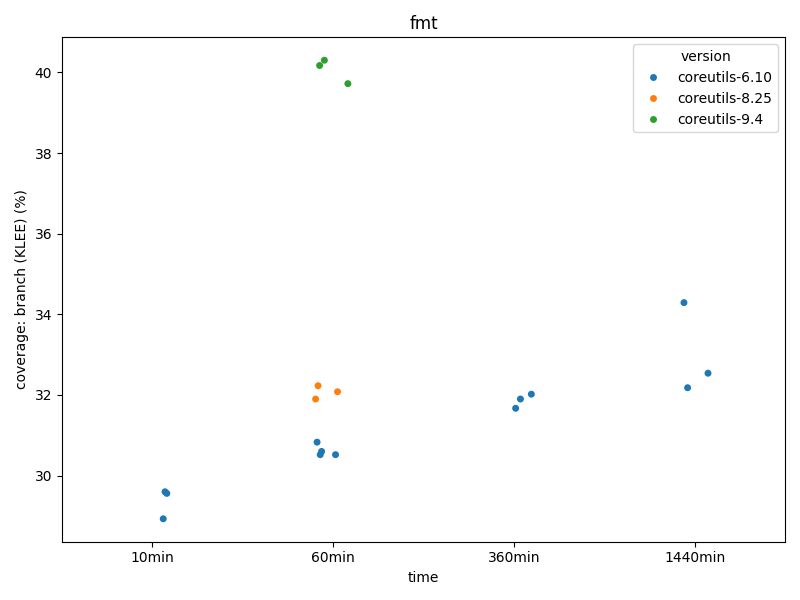 fmt
version
coreutils-6.10
coreutils-8.25
coreutils-9.4
coverage: branch (KLEE) (%)
40
38
36
34
32
30
10min
60min
360min
1440min
time